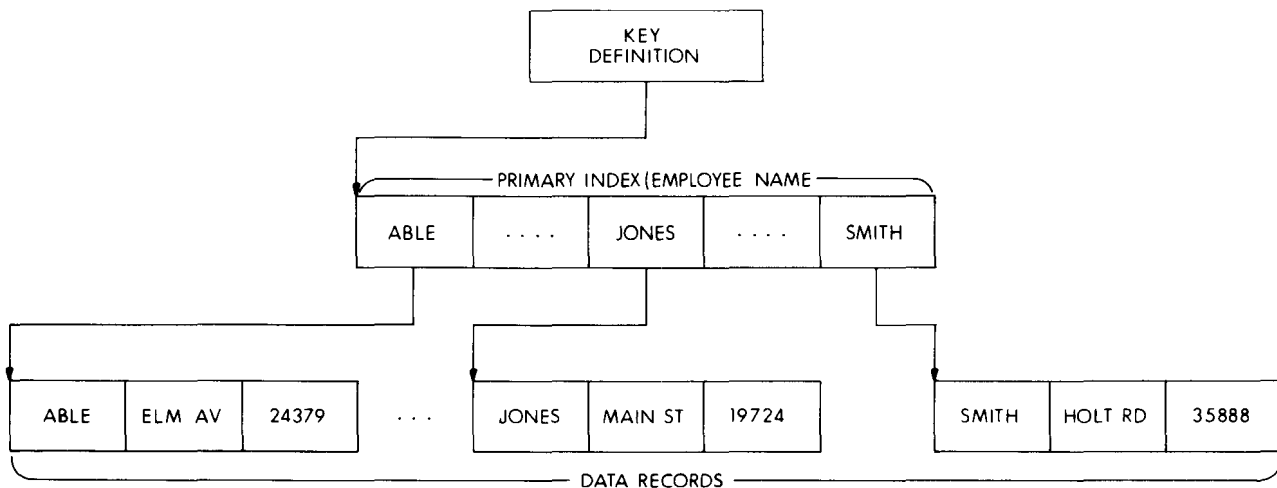 KEY
DEFINITION
PRIMARY INDEX (EMPLOYEE NAME
ABLE .... JONES .... SMITH
ABLE ELM AV 24379 ... JONES MAIN ST 19724 SMITH HOLT RD 35888
DATA RECORDS